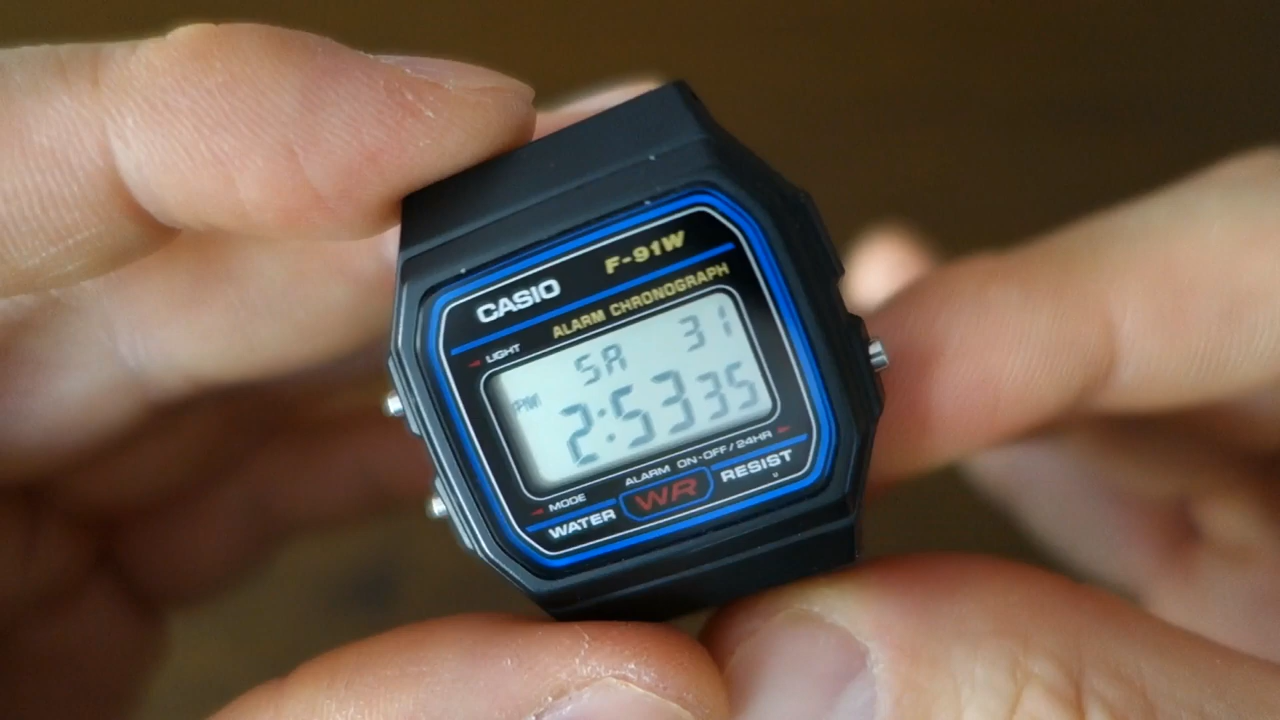 CASIO F-91W
ALARM CHRONOGRAPH
LIGHT
SA 31
PM 2:53 35
ALARM ON-OFF/24HR
MODE
WATER WR RESIST